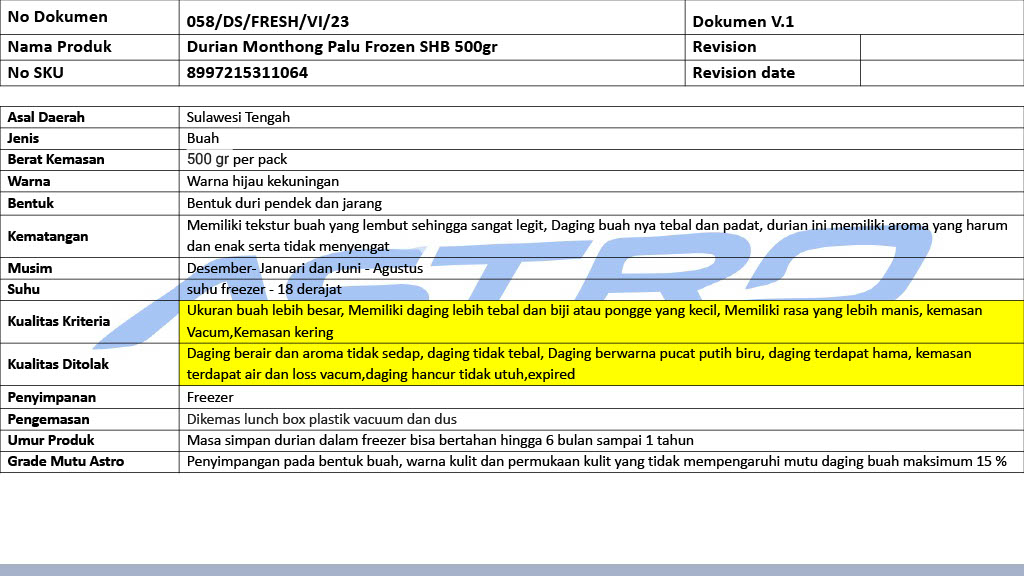 No Dokumen 058/DS/FRESH/VI/23 Dokumen V.1
Nama Produk Durian Monthong Palu Frozen SHB 500gr Revision
No SKU 8997215311064 Revision date
Asal Daerah Sulawesi Tengah
Jenis Buah
Berat Kemasan 500 gr per pack
Warna Warna hijau kekuningan
Bentuk Bentuk duri pendek dan jarang
Kematangan Memiliki tekstur buah yang lembut sehingga sangat legit, Daging buah nya tebal dan padat, durian ini memiliki aroma yang harum
dan enak serta tidak menyengat
Musim Desember- Januari dan Juni - Agustus
Suhu suhu freezer - 18 derajat
Kualitas Kriteria Ukuran buah lebih besar, Memiliki daging lebih tebal dan biji atau pongge yang kecil, Memiliki rasa yang lebih manis, kemasan
Vacum,Kemasan kering
Kualitas Ditolak Daging berair dan aroma tidak sedap, daging tidak tebal, Daging berwarna pucat putih biru, daging terdapat hama, kemasan
terdapat air dan loss vacum,daging hancur tidak utuh,expired
Penyimpanan Freezer
Pengemasan Dikemas lunch box plastik vacuum dan dus
Umur Produk Masa simpan durian dalam freezer bisa bertahan hingga 6 bulan sampai 1 tahun
Grade Mutu Astro Penyimpangan pada bentuk buah, warna kulit dan permukaan kulit yang tidak mempengaruhi mutu daging buah maksimum 15 %
ASTRO